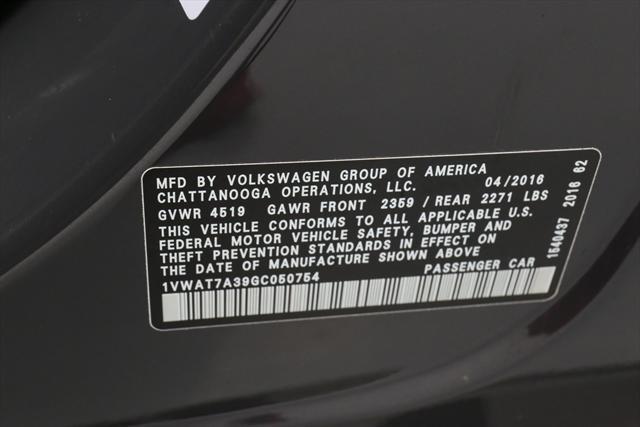 MFD BY VOLKSWAGEN GROUP OF AMERICA
CHATTANOOGA OPERATIONS, LLC. 04/2016
GVWR 4519 GAWR FRONT 2359 / REAR 2271 LBS
THIS VEHICLE CONFORMS TO ALL APPLICABLE U.S.
FEDERAL MOTOR VEHICLE SAFETY, BUMPER AND
THEFT PREVENTION STANDARDS IN EFFECT ON
THE DATE OF MANUFACTURE SHOWN ABOVE
1VWAT7A39GC050754 PASSENGER CAR
1540437 2016 62